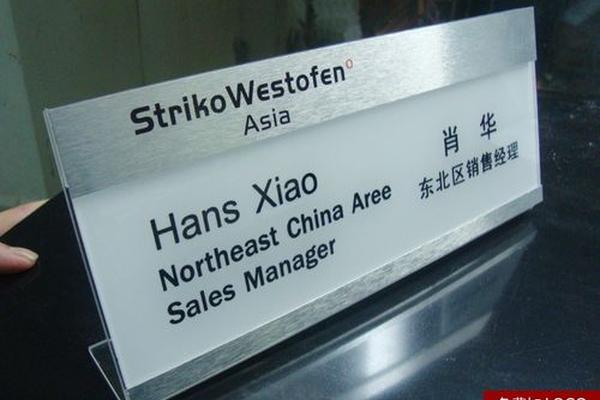 StrikoWestofen
Asia
Hans Xiao
Northeast China Aree
Sales Manager
肖 华
东北区销售经理